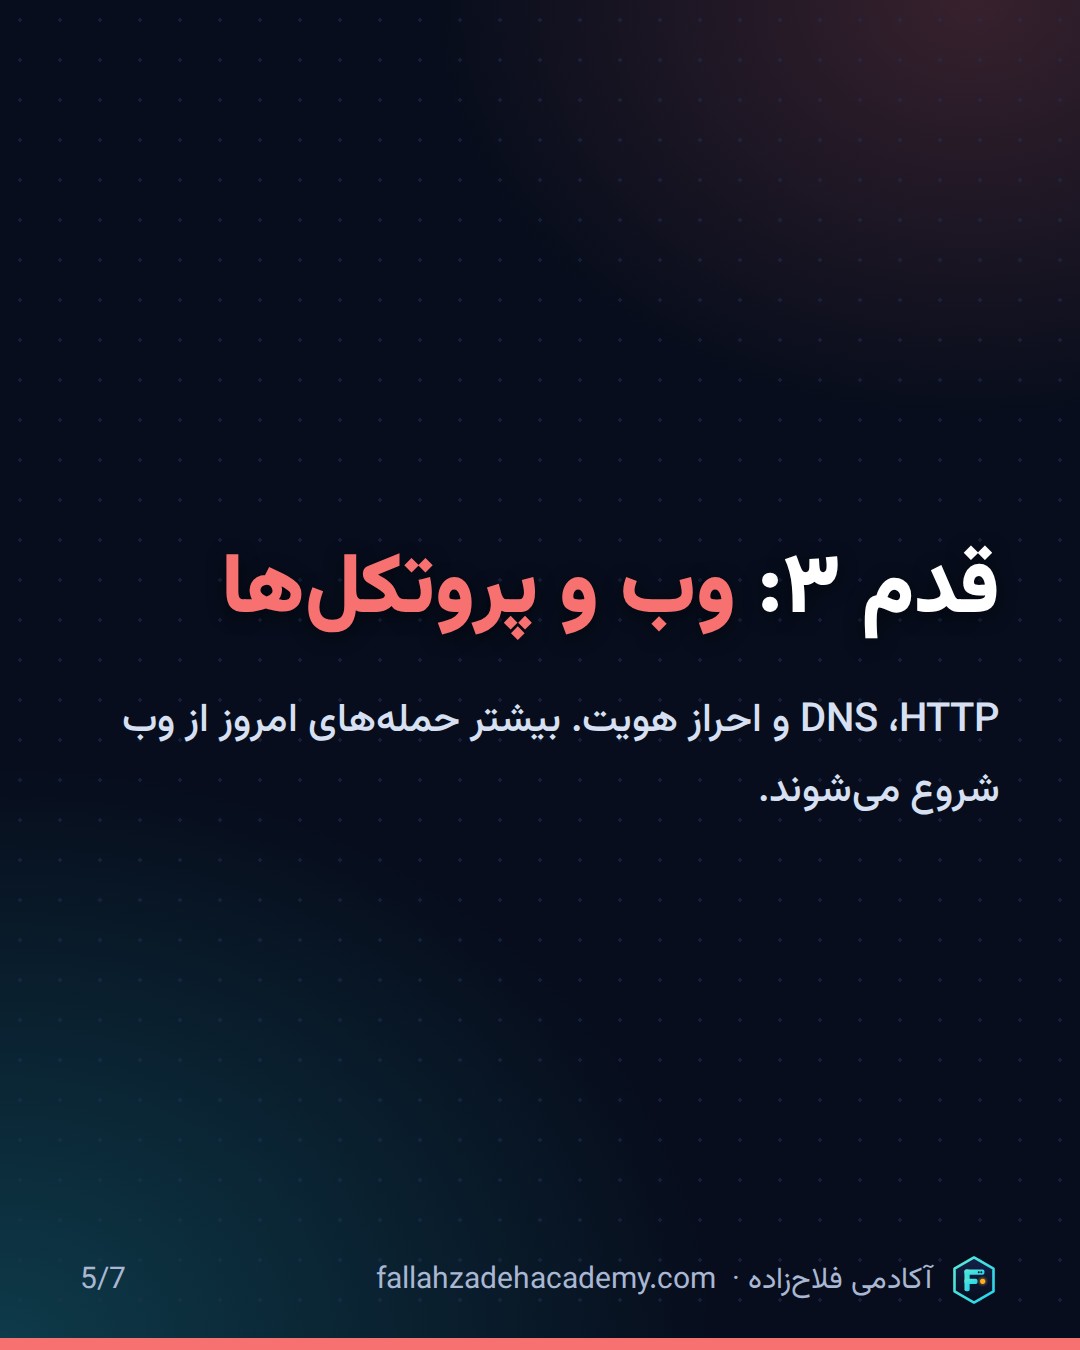 قدم ۳: وب و پروتکل‌ها
HTTP، DNS و احراز هویت. بیشتر حمله‌های امروز از وب
شروع می‌شوند.
آکادمی فلاح‌زاده · fallahzadehacademy.com
5/7